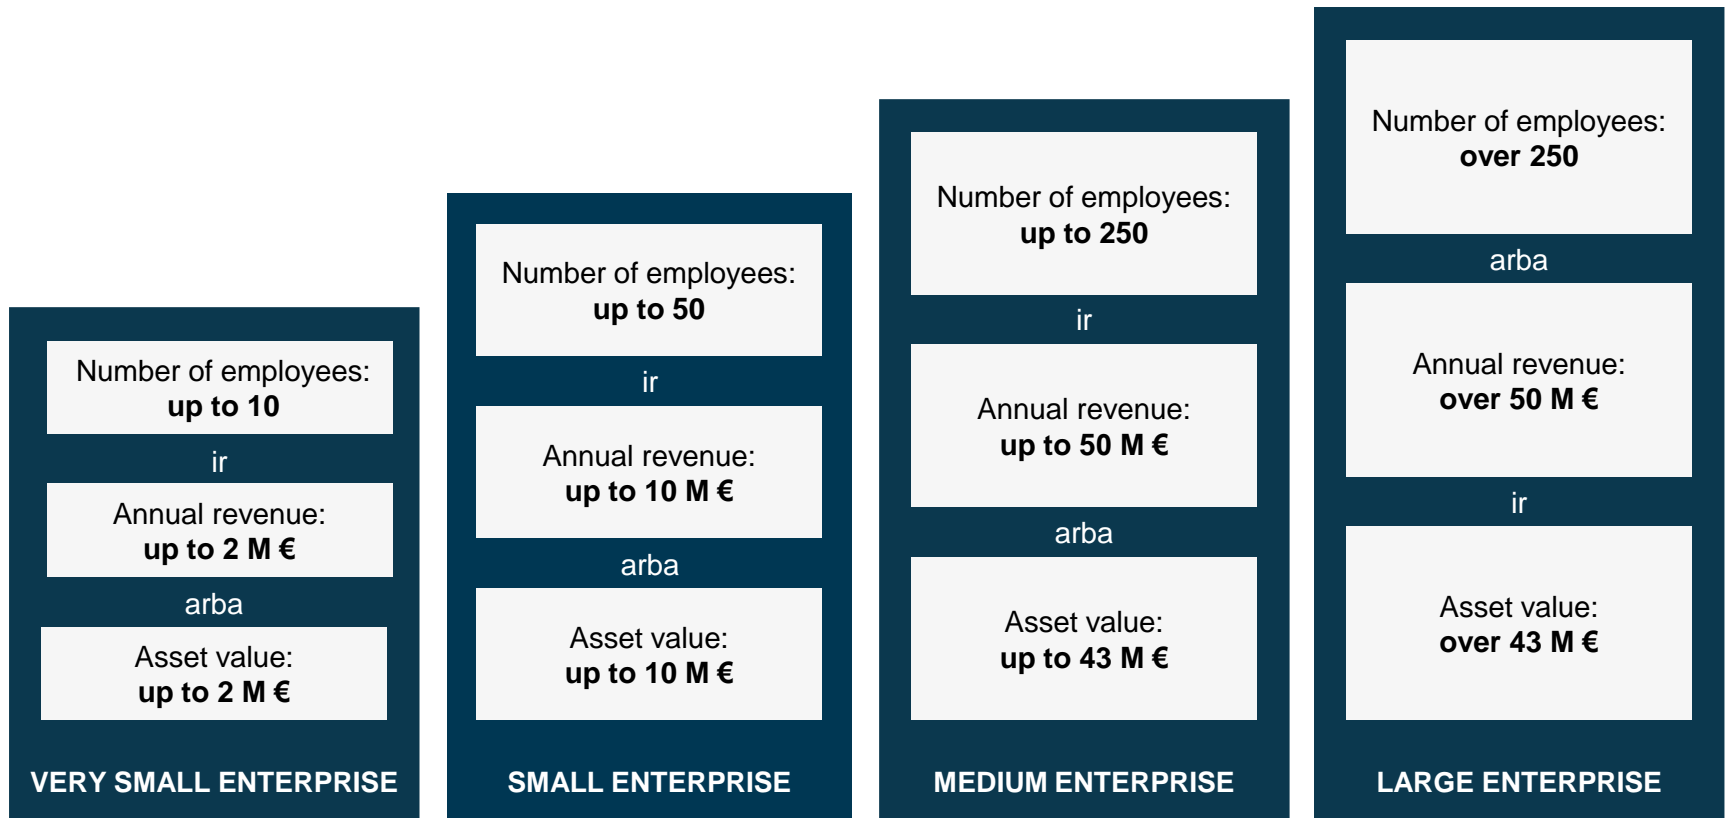 Number of employees:
up to 10
ir
Annual revenue:
up to 2 M €
arba
Asset value:
up to 2 M €
VERY SMALL ENTERPRISE
Number of employees:
up to 50
ir
Annual revenue:
up to 10 M €
arba
Asset value:
up to 10 M €
SMALL ENTERPRISE
Number of employees:
up to 250
ir
Annual revenue:
up to 50 M €
arba
Asset value:
up to 43 M €
MEDIUM ENTERPRISE
Number of employees:
over 250
arba
Annual revenue:
over 50 M €
ir
Asset value:
over 43 M €
LARGE ENTERPRISE